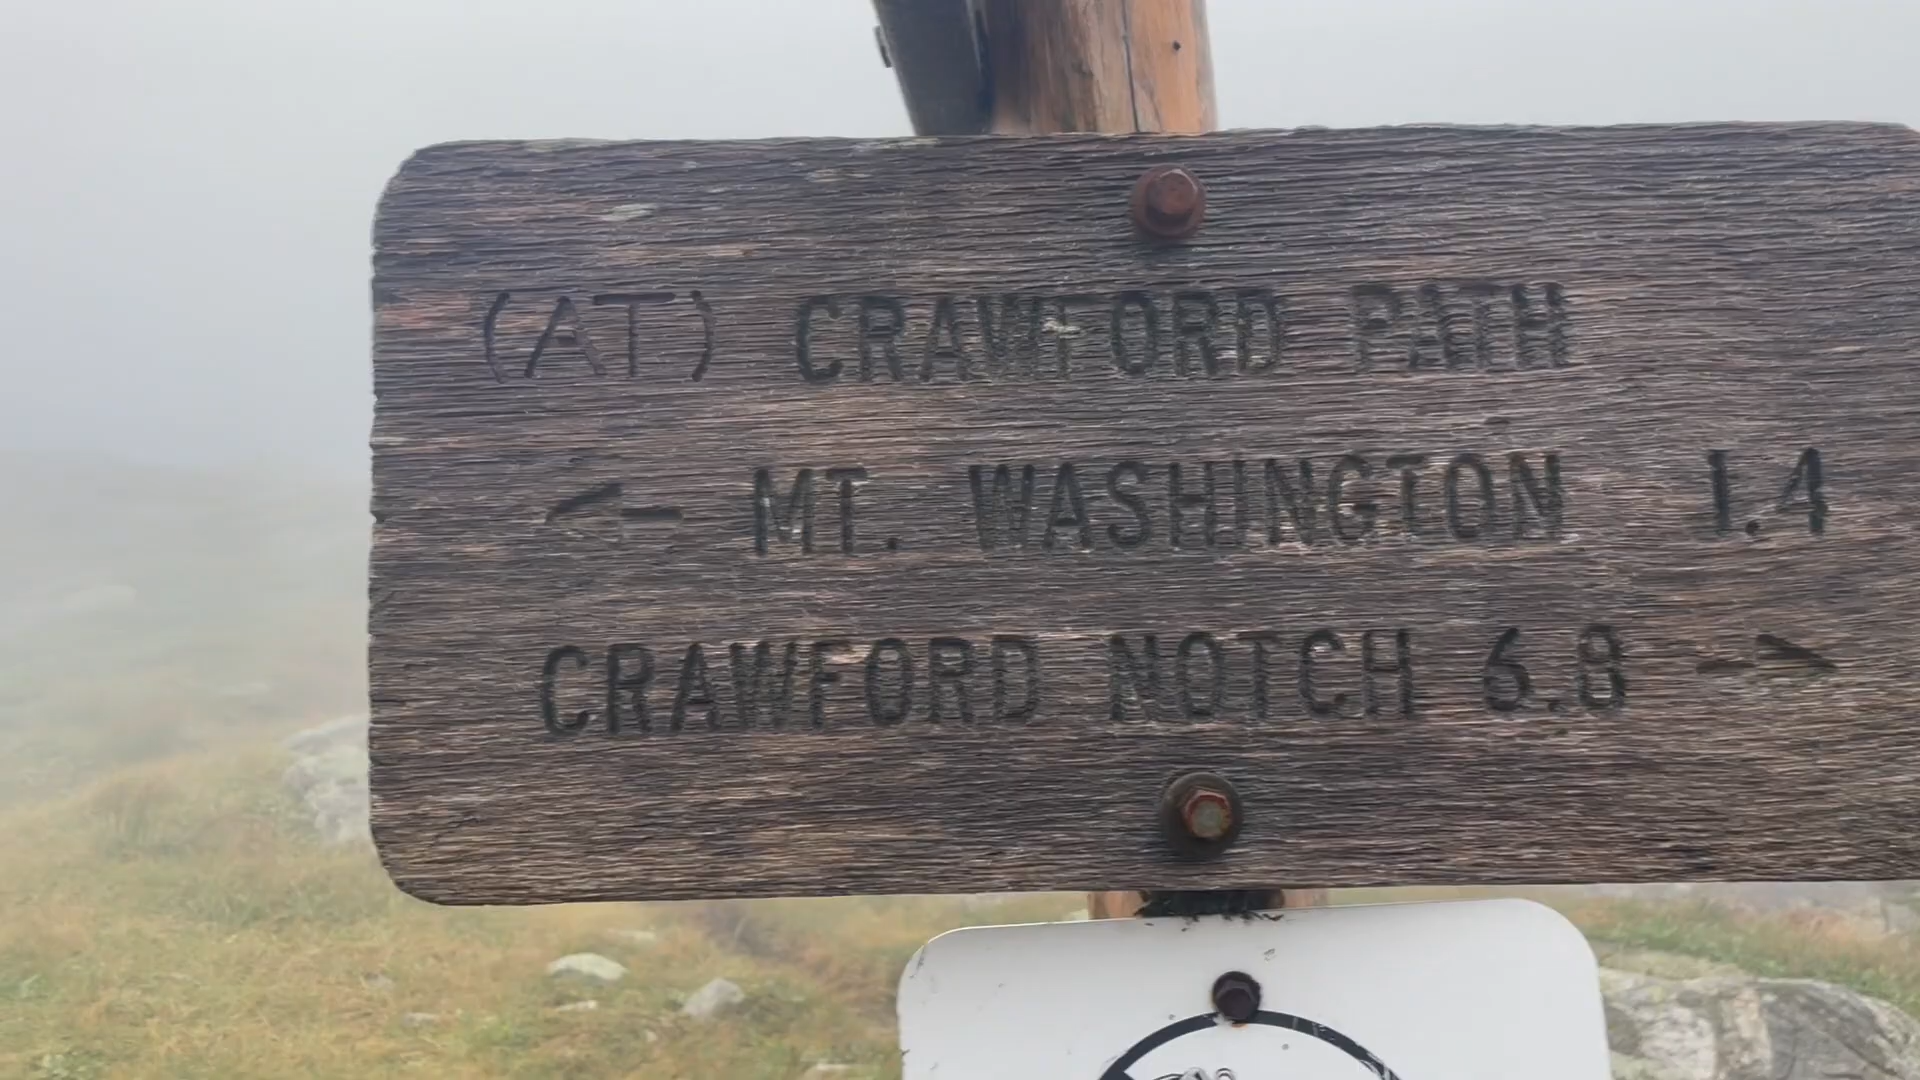 (AT) CRAWFORD PATH
← MT. WASHINGTON 1.4
CRAWFORD NOTCH 6.8 →